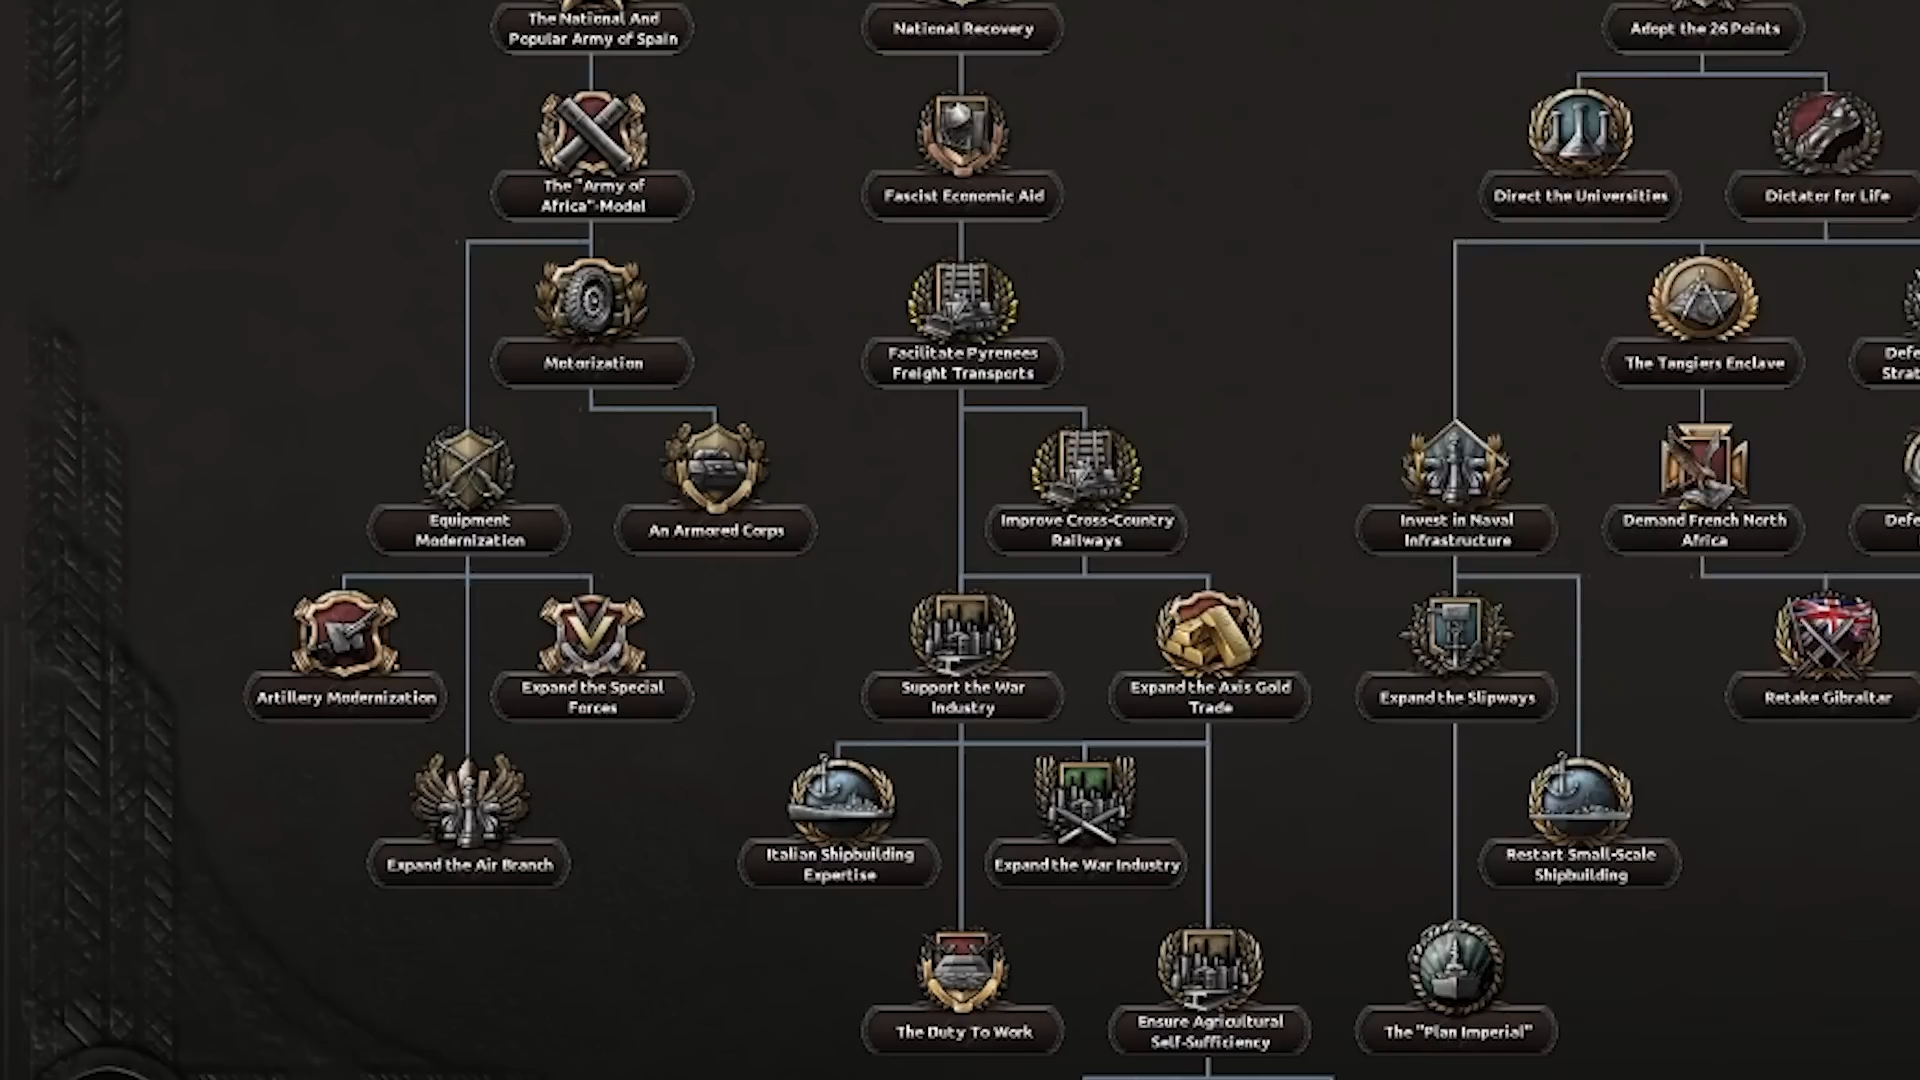 The National And
Popular Army of Spain
National Recovery
Adopt the 26 Points
The "Army of
Africa"-Model
Fascist Economic Aid
Direct the Universities
Dictator for Life
Motorization
Facilitate Pyrenees
Freight Transports
The Tangiers Enclave
Equipment
Modernization
An Armored Corps
Improve Cross-Country
Railways
Invest in Naval
Infrastructure
Demand French North
Africa
Artillery Modernization
Expand the Special
Forces
Support the War
Industry
Expand the Axis Gold
Trade
Expand the Slipways
Retake Gibraltar
Expand the Air Branch
Italian Shipbuilding
Expertise
Expand the War Industry
Restart Small-Scale
Shipbuilding
The Duty To Work
Ensure Agricultural
Self-Sufficiency
The "Plan Imperial"